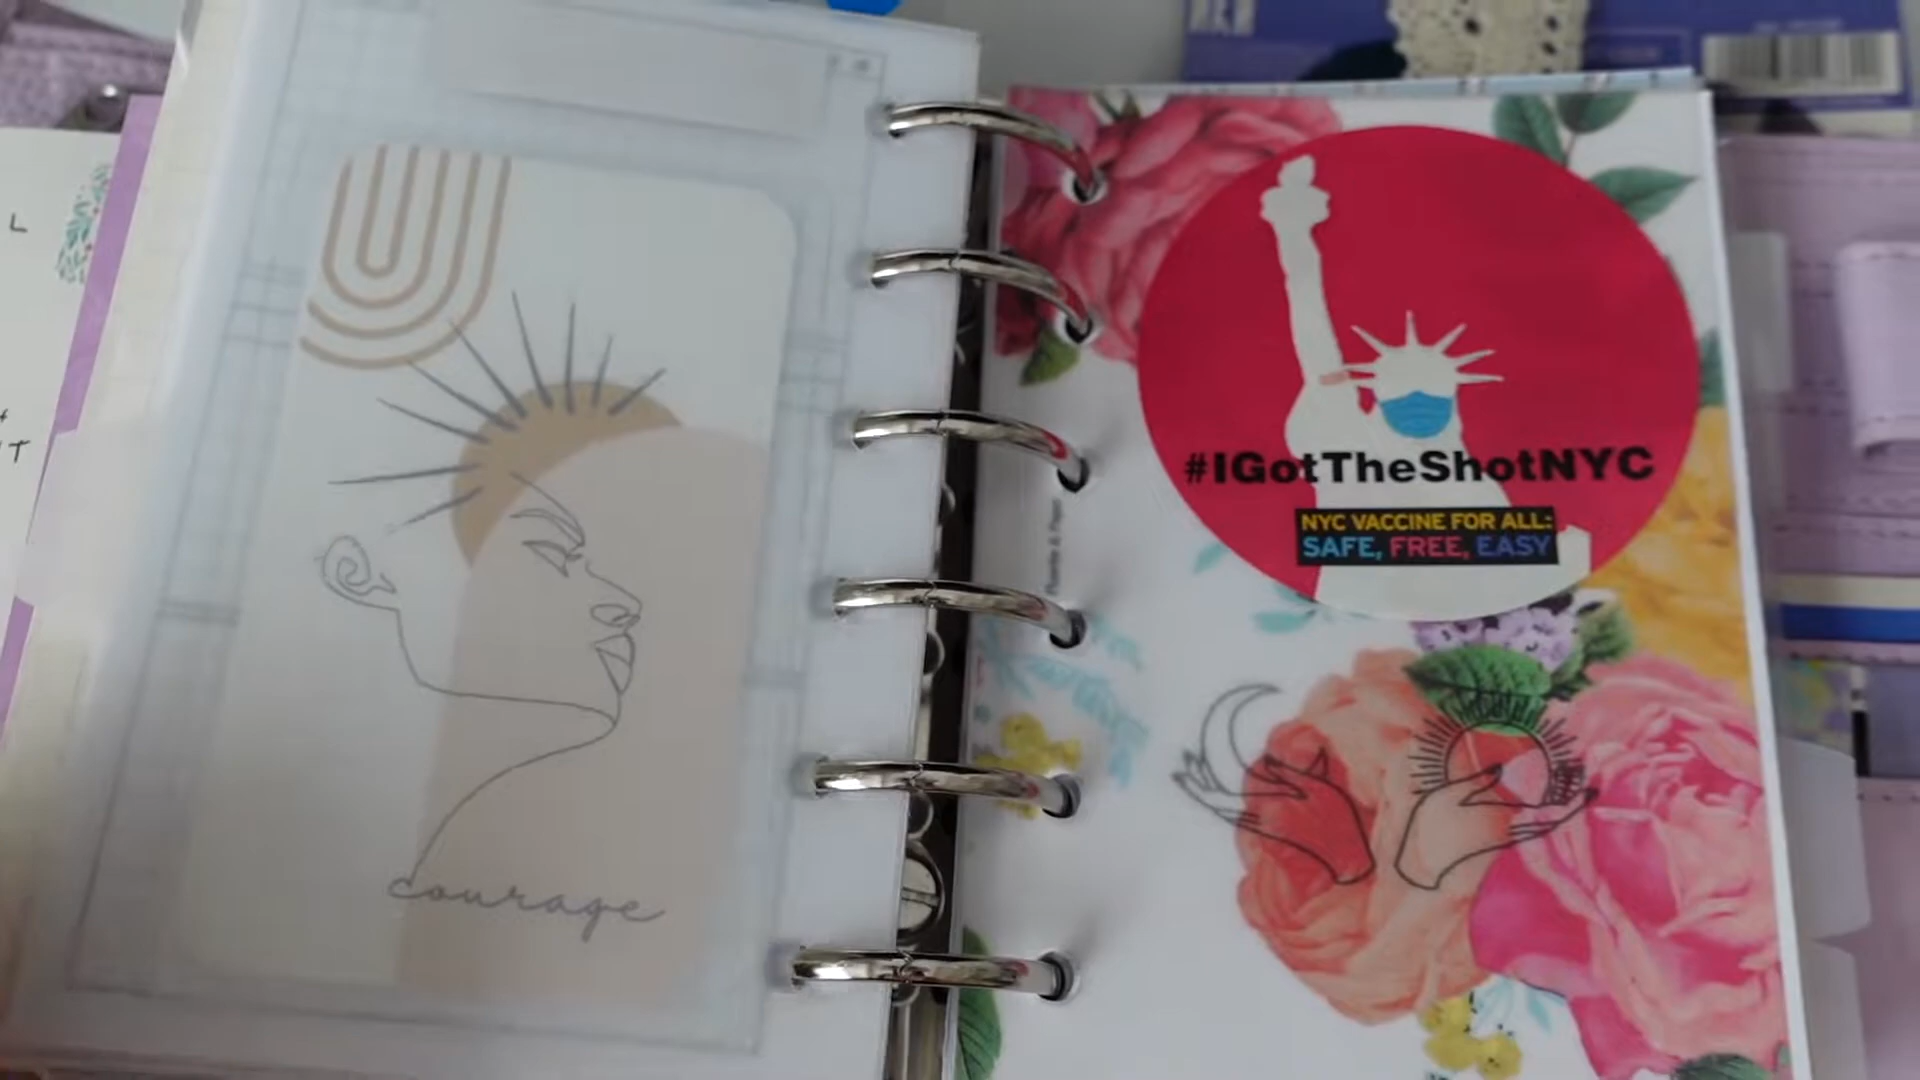 courage
#IGotTheShotNYC
NYC VACCINE FOR ALL:
SAFE, FREE, EASY